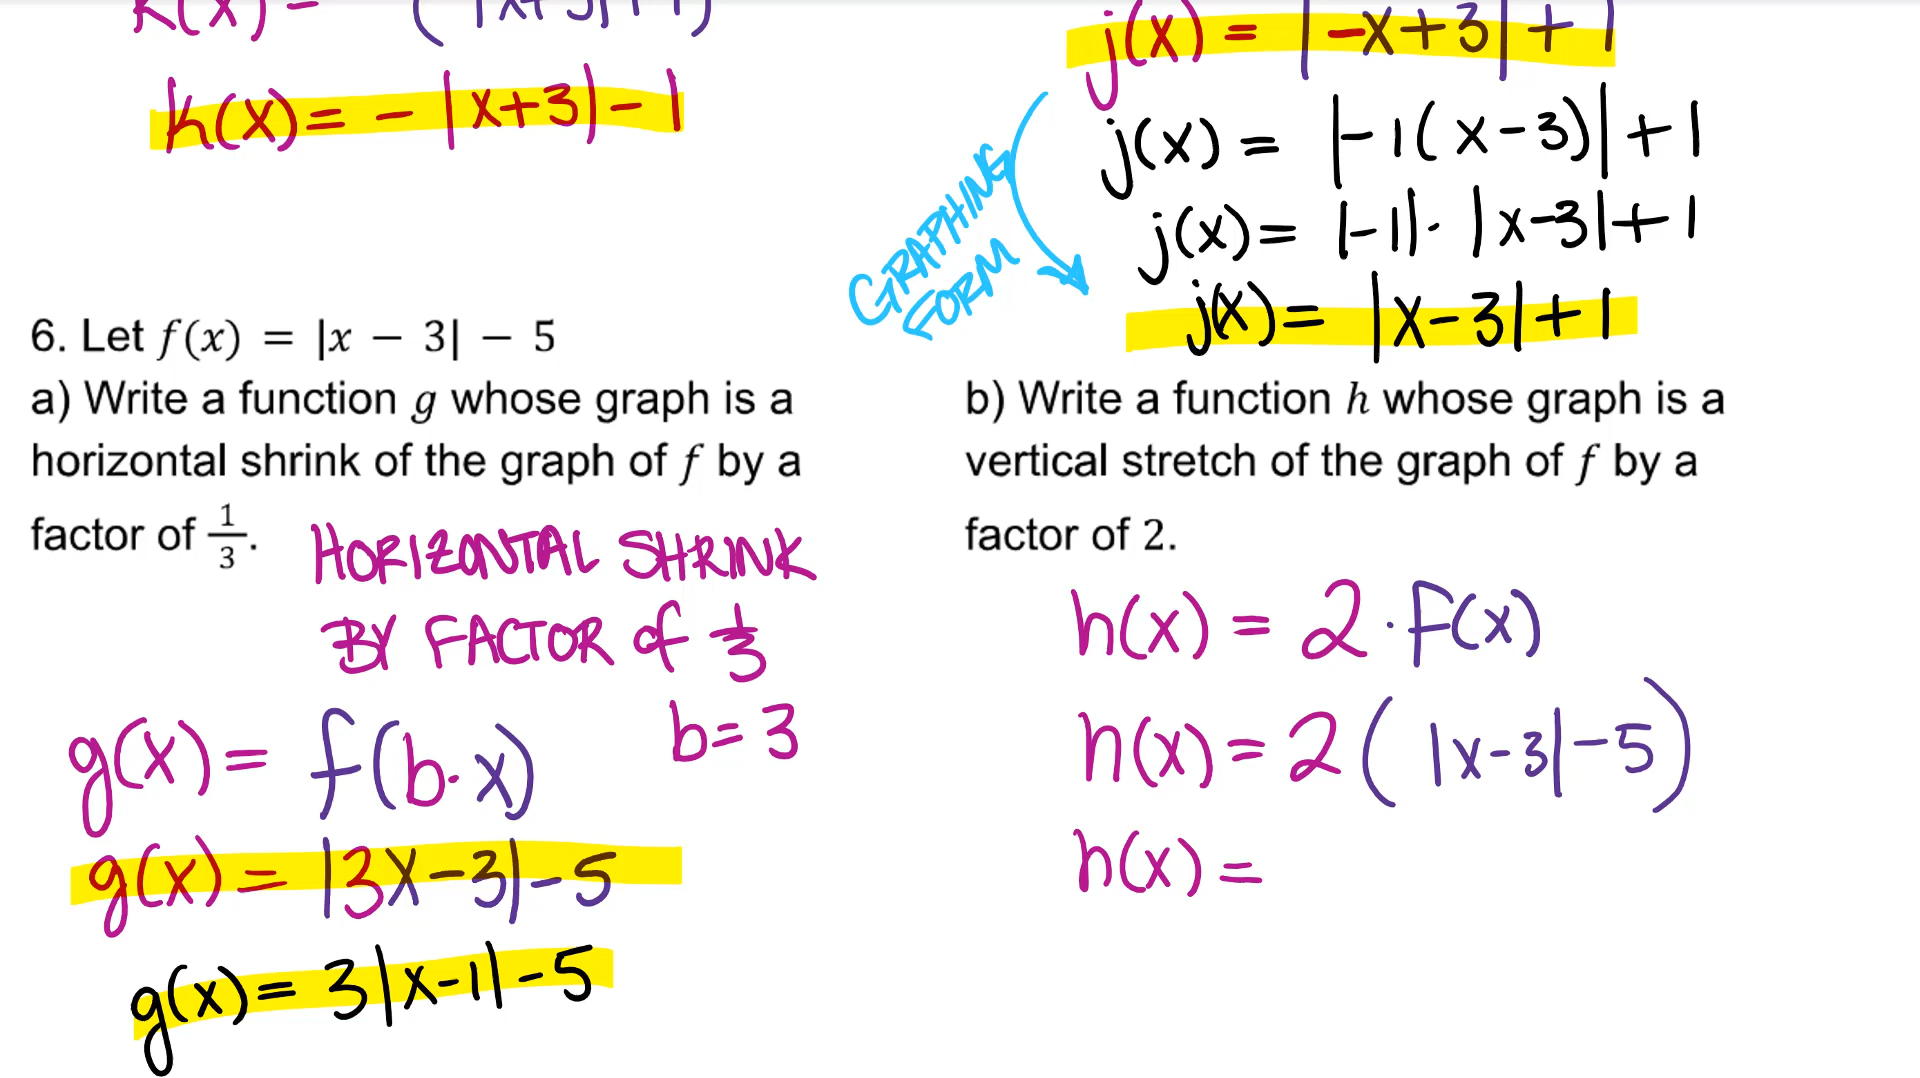 k(x) = (|x+3|+1)
k(x) = - |x+3| - 1
j(x) = |-x+3| + 1
j(x) = |-1(x-3)| + 1
j(x) = |-1| · |x-3| + 1
j(x) = |x-3| + 1
GRAPHING
FORM
6. Let f(x) = |x − 3| − 5
a) Write a function g whose graph is a
horizontal shrink of the graph of f by a
factor of 1/3.
HORIZONTAL SHRINK
BY FACTOR of 1/3
b = 3
g(x) = f(b·x)
g(x) = |3x-3| - 5
g(x) = 3|x-1| - 5
b) Write a function h whose graph is a
vertical stretch of the graph of f by a
factor of 2.
h(x) = 2·f(x)
h(x) = 2(|x-3|-5)
h(x) =